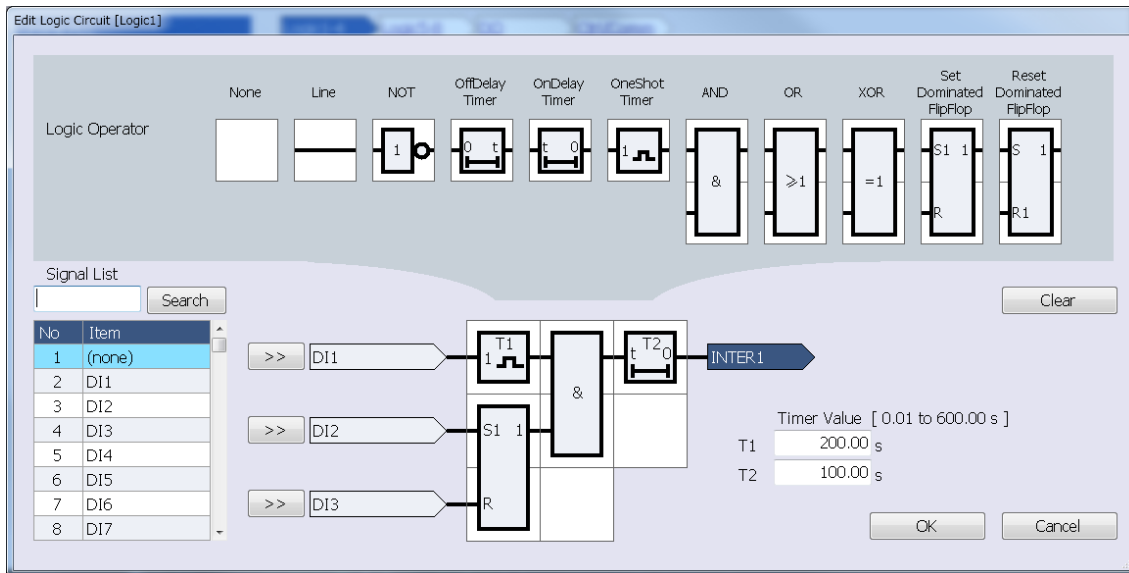 Edit Logic Circuit [Logic1]
Logic Operator
None
Line
NOT
OffDelay
Timer
OnDelay
Timer
OneShot
Timer
AND
OR
XOR
Set
Dominated
FlipFlop
Reset
Dominated
FlipFlop
1
0 t
t 0
1
&
≥1
=1
S1 1
R
S 1
R1
Signal List
Search
Clear
No Item
1 (none)
2 DI1
3 DI2
4 DI3
5 DI4
6 DI5
7 DI6
8 DI7
>> DI1
>> DI2
>> DI3
T1
1
S1 1
R
&
t T2 0
INTER1
Timer Value [ 0.01 to 600.00 s ]
T1 200.00 s
T2 100.00 s
OK
Cancel